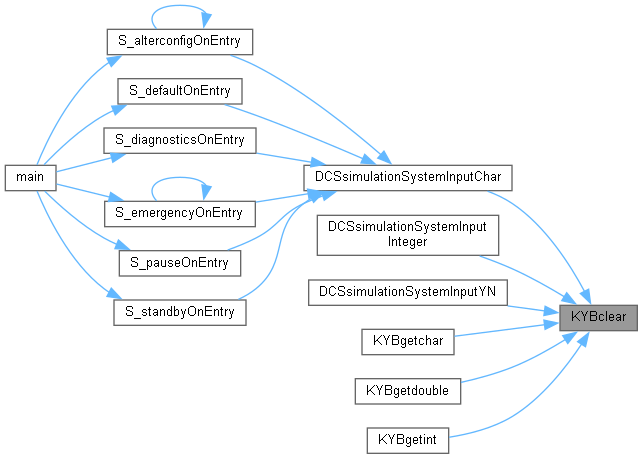 S_alterconfigOnEntry
S_defaultOnEntry
S_diagnosticsOnEntry
main
DCSsimulationSystemInputChar
S_emergencyOnEntry
DCSsimulationSystemInput
Integer
S_pauseOnEntry
DCSsimulationSystemInputYN
S_standbyOnEntry
KYBclear
KYBgetchar
KYBgetdouble
KYBgetint